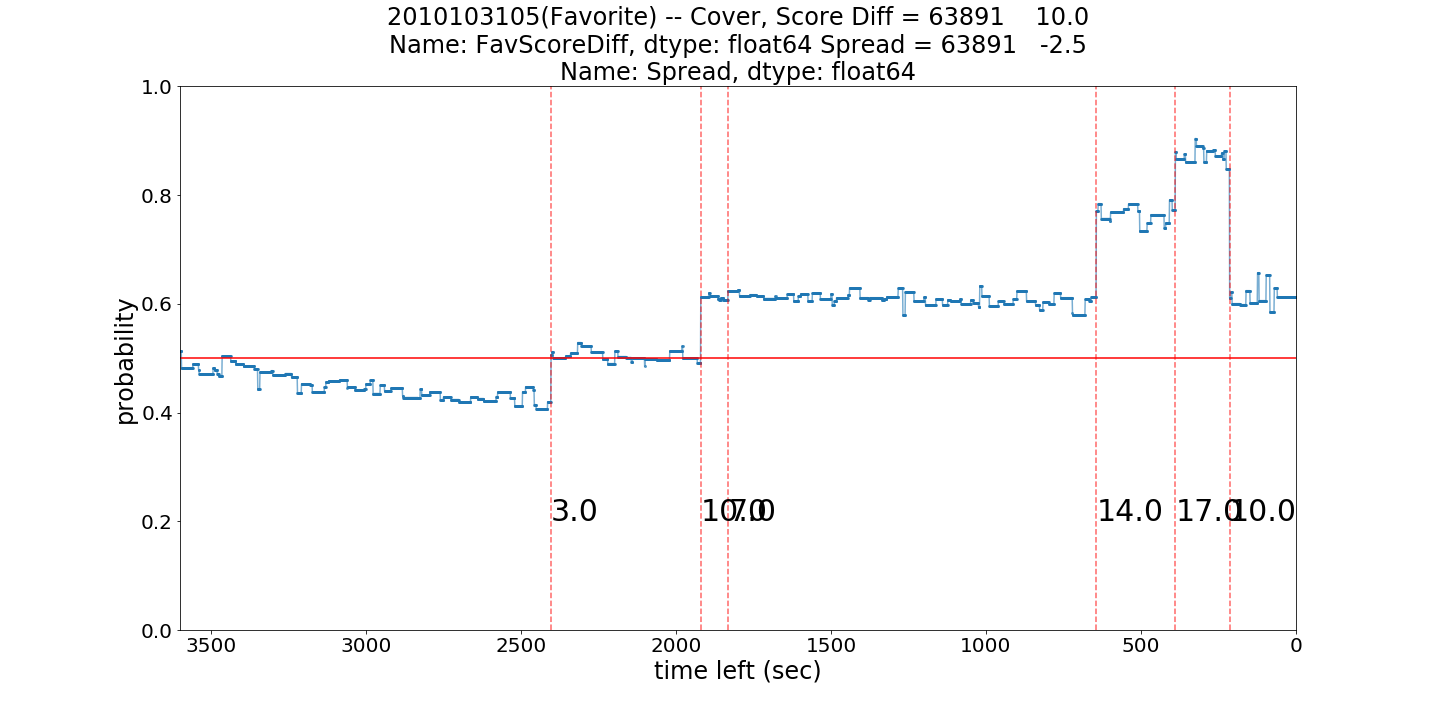 2010103105(Favorite) -- Cover, Score Diff = 63891    10.0
Name: FavScoreDiff, dtype: float64 Spread = 63891   -2.5
Name: Spread, dtype: float64
1.0
0.8
0.6
0.4
0.2
0.0
probability
3.0 10.0 7.0 14.0 17.0 10.0
3500 3000 2500 2000 1500 1000 500 0
time left (sec)